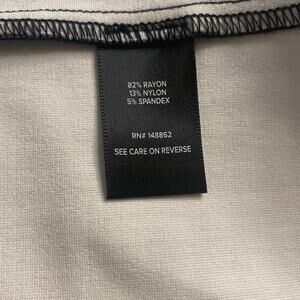 82% RAYON
13% NYLON
5% SPANDEX
RN# 148862
SEE CARE ON REVERSE